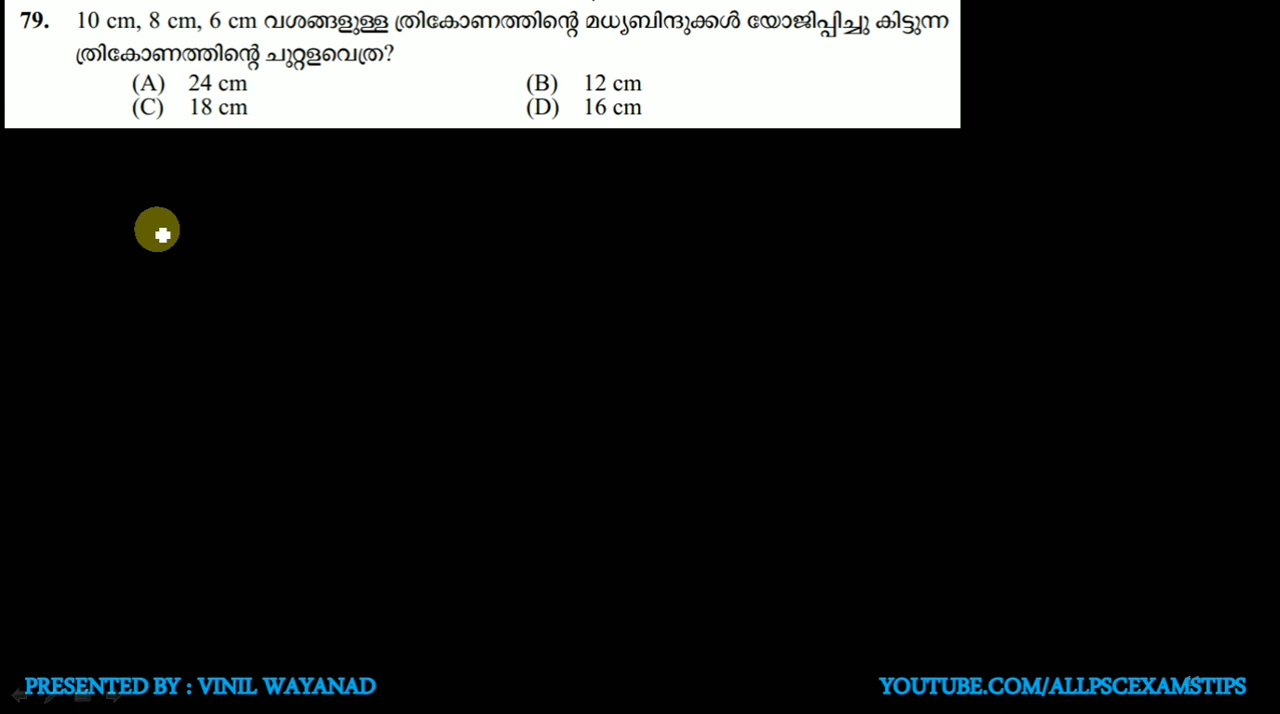 79. 10 cm, 8 cm, 6 cm വശങ്ങളുള്ള ത്രികോണത്തിന്റെ മധ്യബിന്ദുക്കൾ യോജിപ്പിച്ചു കിട്ടുന്ന
ത്രികോണത്തിന്റെ ചുറ്റളവെത്ര?
(A) 24 cm (B) 12 cm
(C) 18 cm (D) 16 cm
PRESENTED BY : VINIL WAYANAD YOUTUBE.COM/ALLPSCEXAMSTIPS